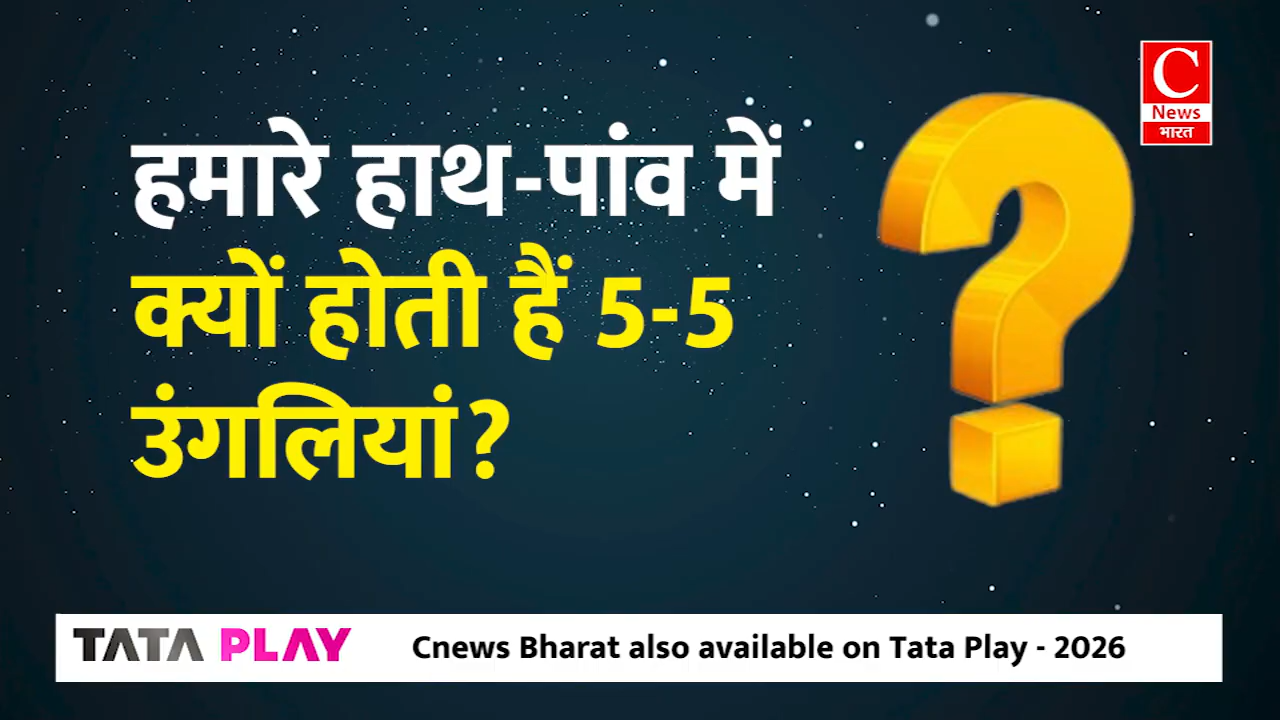 C
News
भारत
हमारे हाथ-पांव में
क्यों होती हैं 5-5
उंगलियां?
TATA PLAY
Cnews Bharat also available on Tata Play - 2026